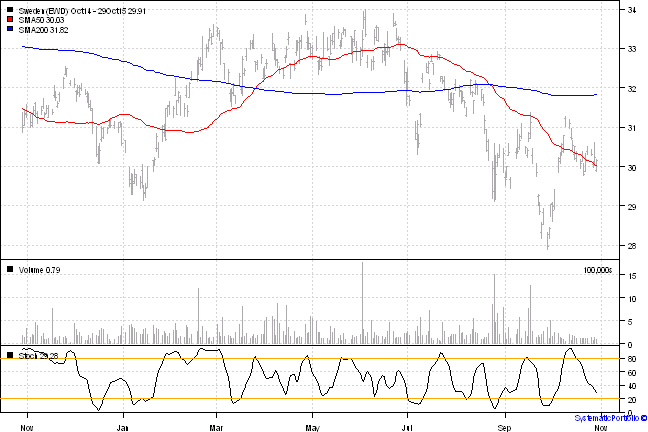 Sweden (EWD) Oct14 - 29Oct15 29.91
SMA50 30.03
SMA200 31.82
34
33
32
31
30
29
28
Volume 0.79
100,000s
15
10
5
0
Stoch 29.28
80
60
40
20
0
Nov
Jan
Mar
May
Jul
Sep
Nov
SystematicPortfolio ©